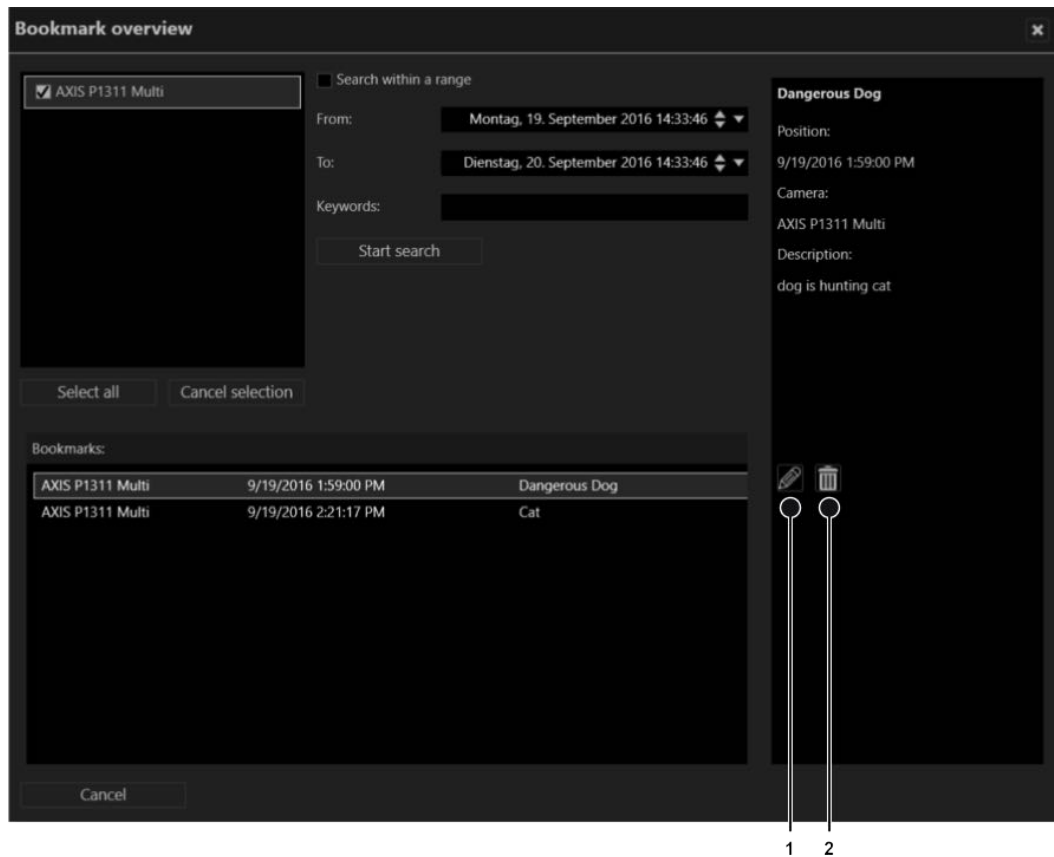 Bookmark overview
AXIS P1311 Multi
Search within a range
From: Montag, 19. September 2016 14:33:46
To: Dienstag, 20. September 2016 14:33:46
Keywords:
Start search
Select all Cancel selection
Dangerous Dog
Position:
9/19/2016 1:59:00 PM
Camera:
AXIS P1311 Multi
Description:
dog is hunting cat
Bookmarks:
AXIS P1311 Multi 9/19/2016 1:59:00 PM Dangerous Dog
AXIS P1311 Multi 9/19/2016 2:21:17 PM Cat
Cancel
1 2